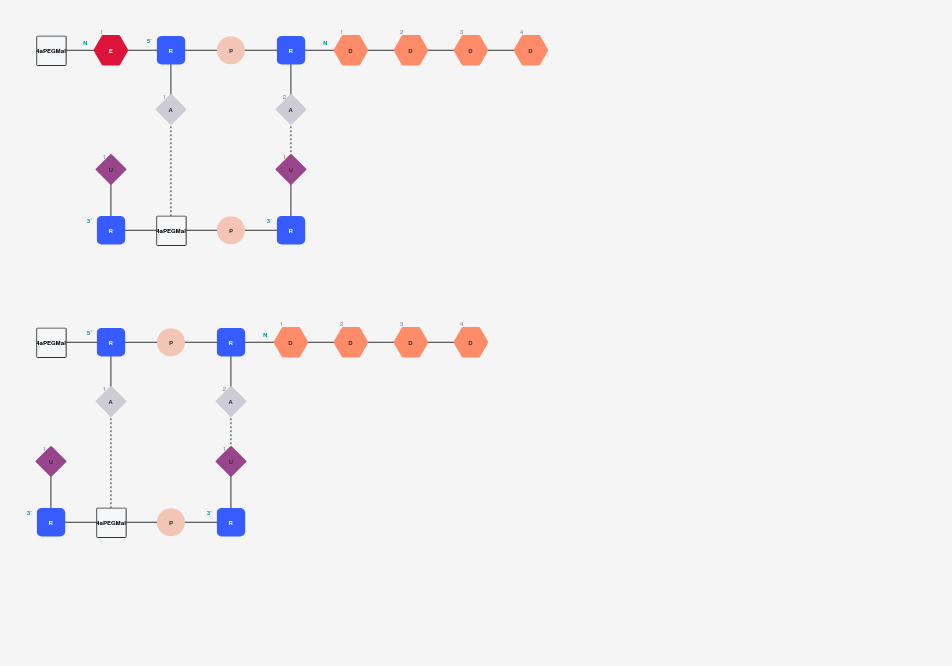 N 1 5' N 1 2 3 4
4aPEGMal E R P R D D D D
1 2
A A
1 1
U U
3' 3'
R 4aPEGMal P R
5' N 1 2 3 4
4aPEGMal R P R D D D D
1 2
A A
1 1
U U
3' 3'
R 4aPEGMal P R